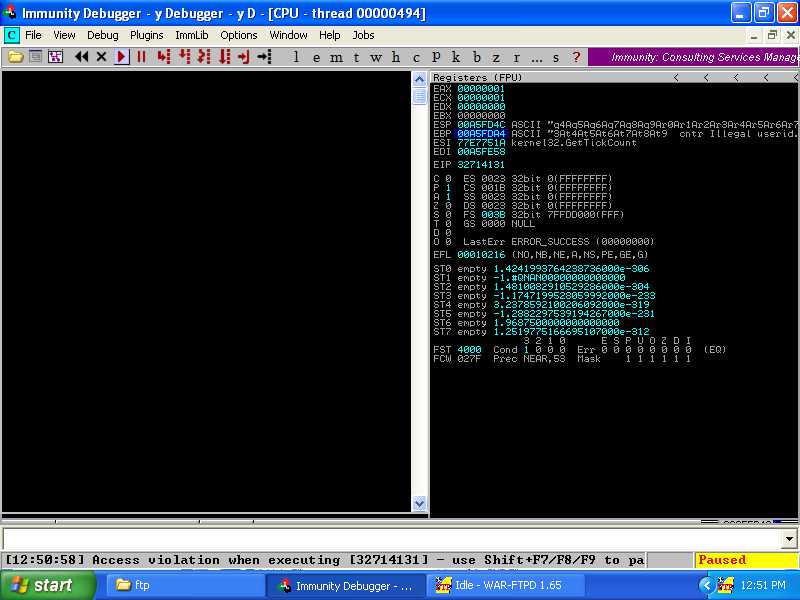 Immunity Debugger - y Debugger - y D - [CPU - thread 00000494]
C File View Debug Plugins ImmLib Options Window Help Jobs
l e m t w h c P k b z r ... s ? Immunity: Consulting Services Manag
Registers (FPU) < < < < <
EAX 00000001
ECX 00000001
EDX 00000000
EBX 00000000
ESP 00A5FD4C ASCII "q4Aq5Aq6Aq7Aq8Aq9Ar0Ar1Ar2Ar3Ar4Ar5Ar6Ar7
EBP 00A5FDA4 ASCII "3At4At5At6At7At8At9 cntr Illegal userid.
ESI 77E7751A kernel32.GetTickCount
EDI 00A5FE58
EIP 32714131
C 0 ES 0023 32bit 0(FFFFFFFF)
P 1 CS 001B 32bit 0(FFFFFFFF)
A 1 SS 0023 32bit 0(FFFFFFFF)
Z 0 DS 0023 32bit 0(FFFFFFFF)
S 0 FS 003B 32bit 7FFDD000(FFF)
T 0 GS 0000 NULL
D 0
O 0 LastErr ERROR_SUCCESS (00000000)
EFL 00010216 (NO,NB,NE,A,NS,PE,GE,G)
ST0 empty 1.4241993764238736000e-306
ST1 empty -1.#QNAN00000000000000
ST2 empty 1.4810082910529286000e-304
ST3 empty -1.1747199528059992000e-233
ST4 empty 3.2378592100206092000e-319
ST5 empty -1.2882297539194267000e-231
ST6 empty 1.9687500000000000000
ST7 empty 1.2519775166695107000e-312
3 2 1 0 E S P U O Z D I
FST 4000 Cond 1 0 0 0 Err 0 0 0 0 0 0 0 0 (EQ)
FCW 027F Prec NEAR,53 Mask 1 1 1 1 1 1
[12:50:58] Access violation when executing [32714131] - use Shift+F7/F8/F9 to pa
Paused
start ftp Immunity Debugger - ... Idle - WAR-FTPD 1.65 12:51 PM